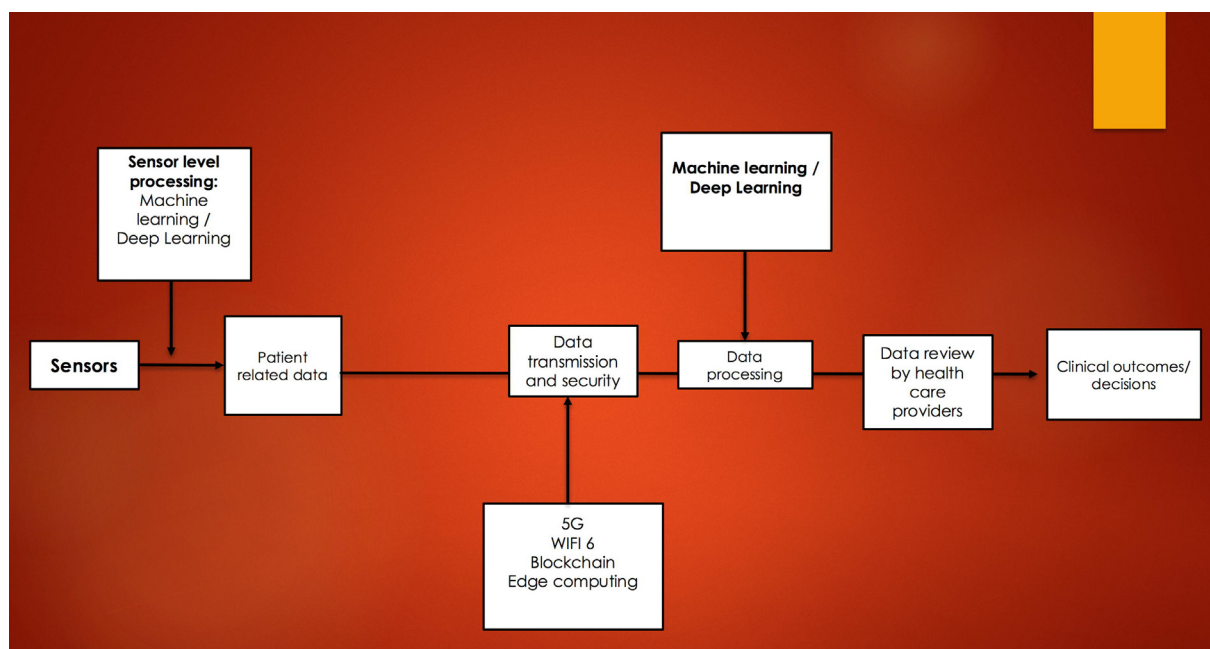 Sensor level
processing:
Machine
learning /
Deep Learning
Machine learning /
Deep Learning
Sensors
Patient
related data
Data
transmission
and security
Data
processing
Data review
by health
care
providers
Clinical outcomes/
decisions
5G
WIFI 6
Blockchain
Edge computing